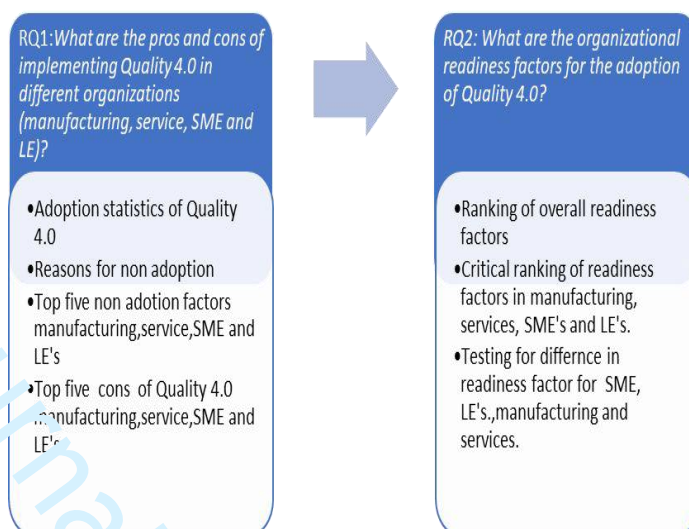 RQ1:What are the pros and cons of
implementing Quality 4.0 in
different organizations
(manufacturing, service, SME and
LE)?
•Adoption statistics of Quality
4.0
•Reasons for non adoption
•Top five non adotion factors
manufacturing,service,SME and
LE's
•Top five cons of Quality 4.0
manufacturing,service,SME and
LE's
RQ2: What are the organizational
readiness factors for the adoption
of Quality 4.0?
•Ranking of overall readiness
factors
•Critical ranking of readiness
factors in manufacturing,
services, SME's and LE's.
•Testing for differnce in
readiness factor for SME,
LE's.,manufacturing and
services.